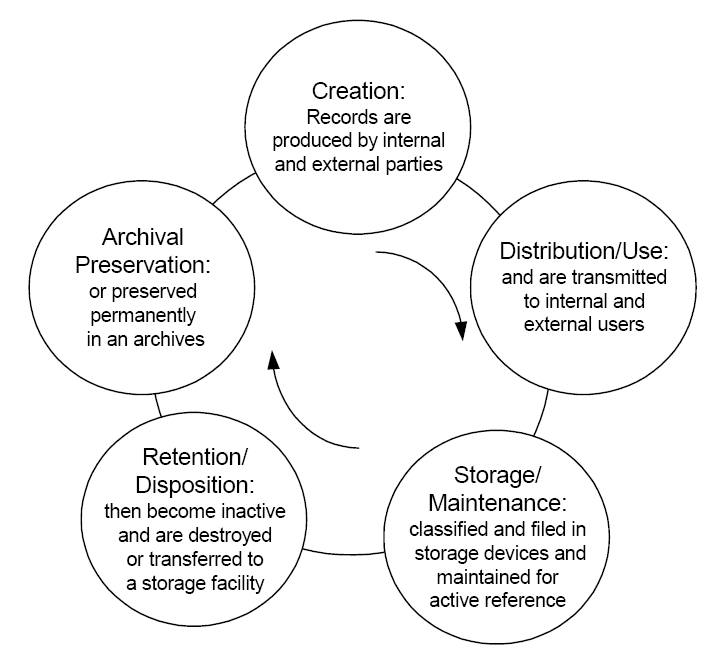 Creation:
Records are
produced by internal
and external parties
Distribution/Use:
and are transmitted
to internal and
external users
Storage/
Maintenance:
classified and filed in
storage devices and
maintained for
active reference
Retention/
Disposition:
then become inactive
and are destroyed
or transferred to
a storage facility
Archival
Preservation:
or preserved
permanently
in an archives